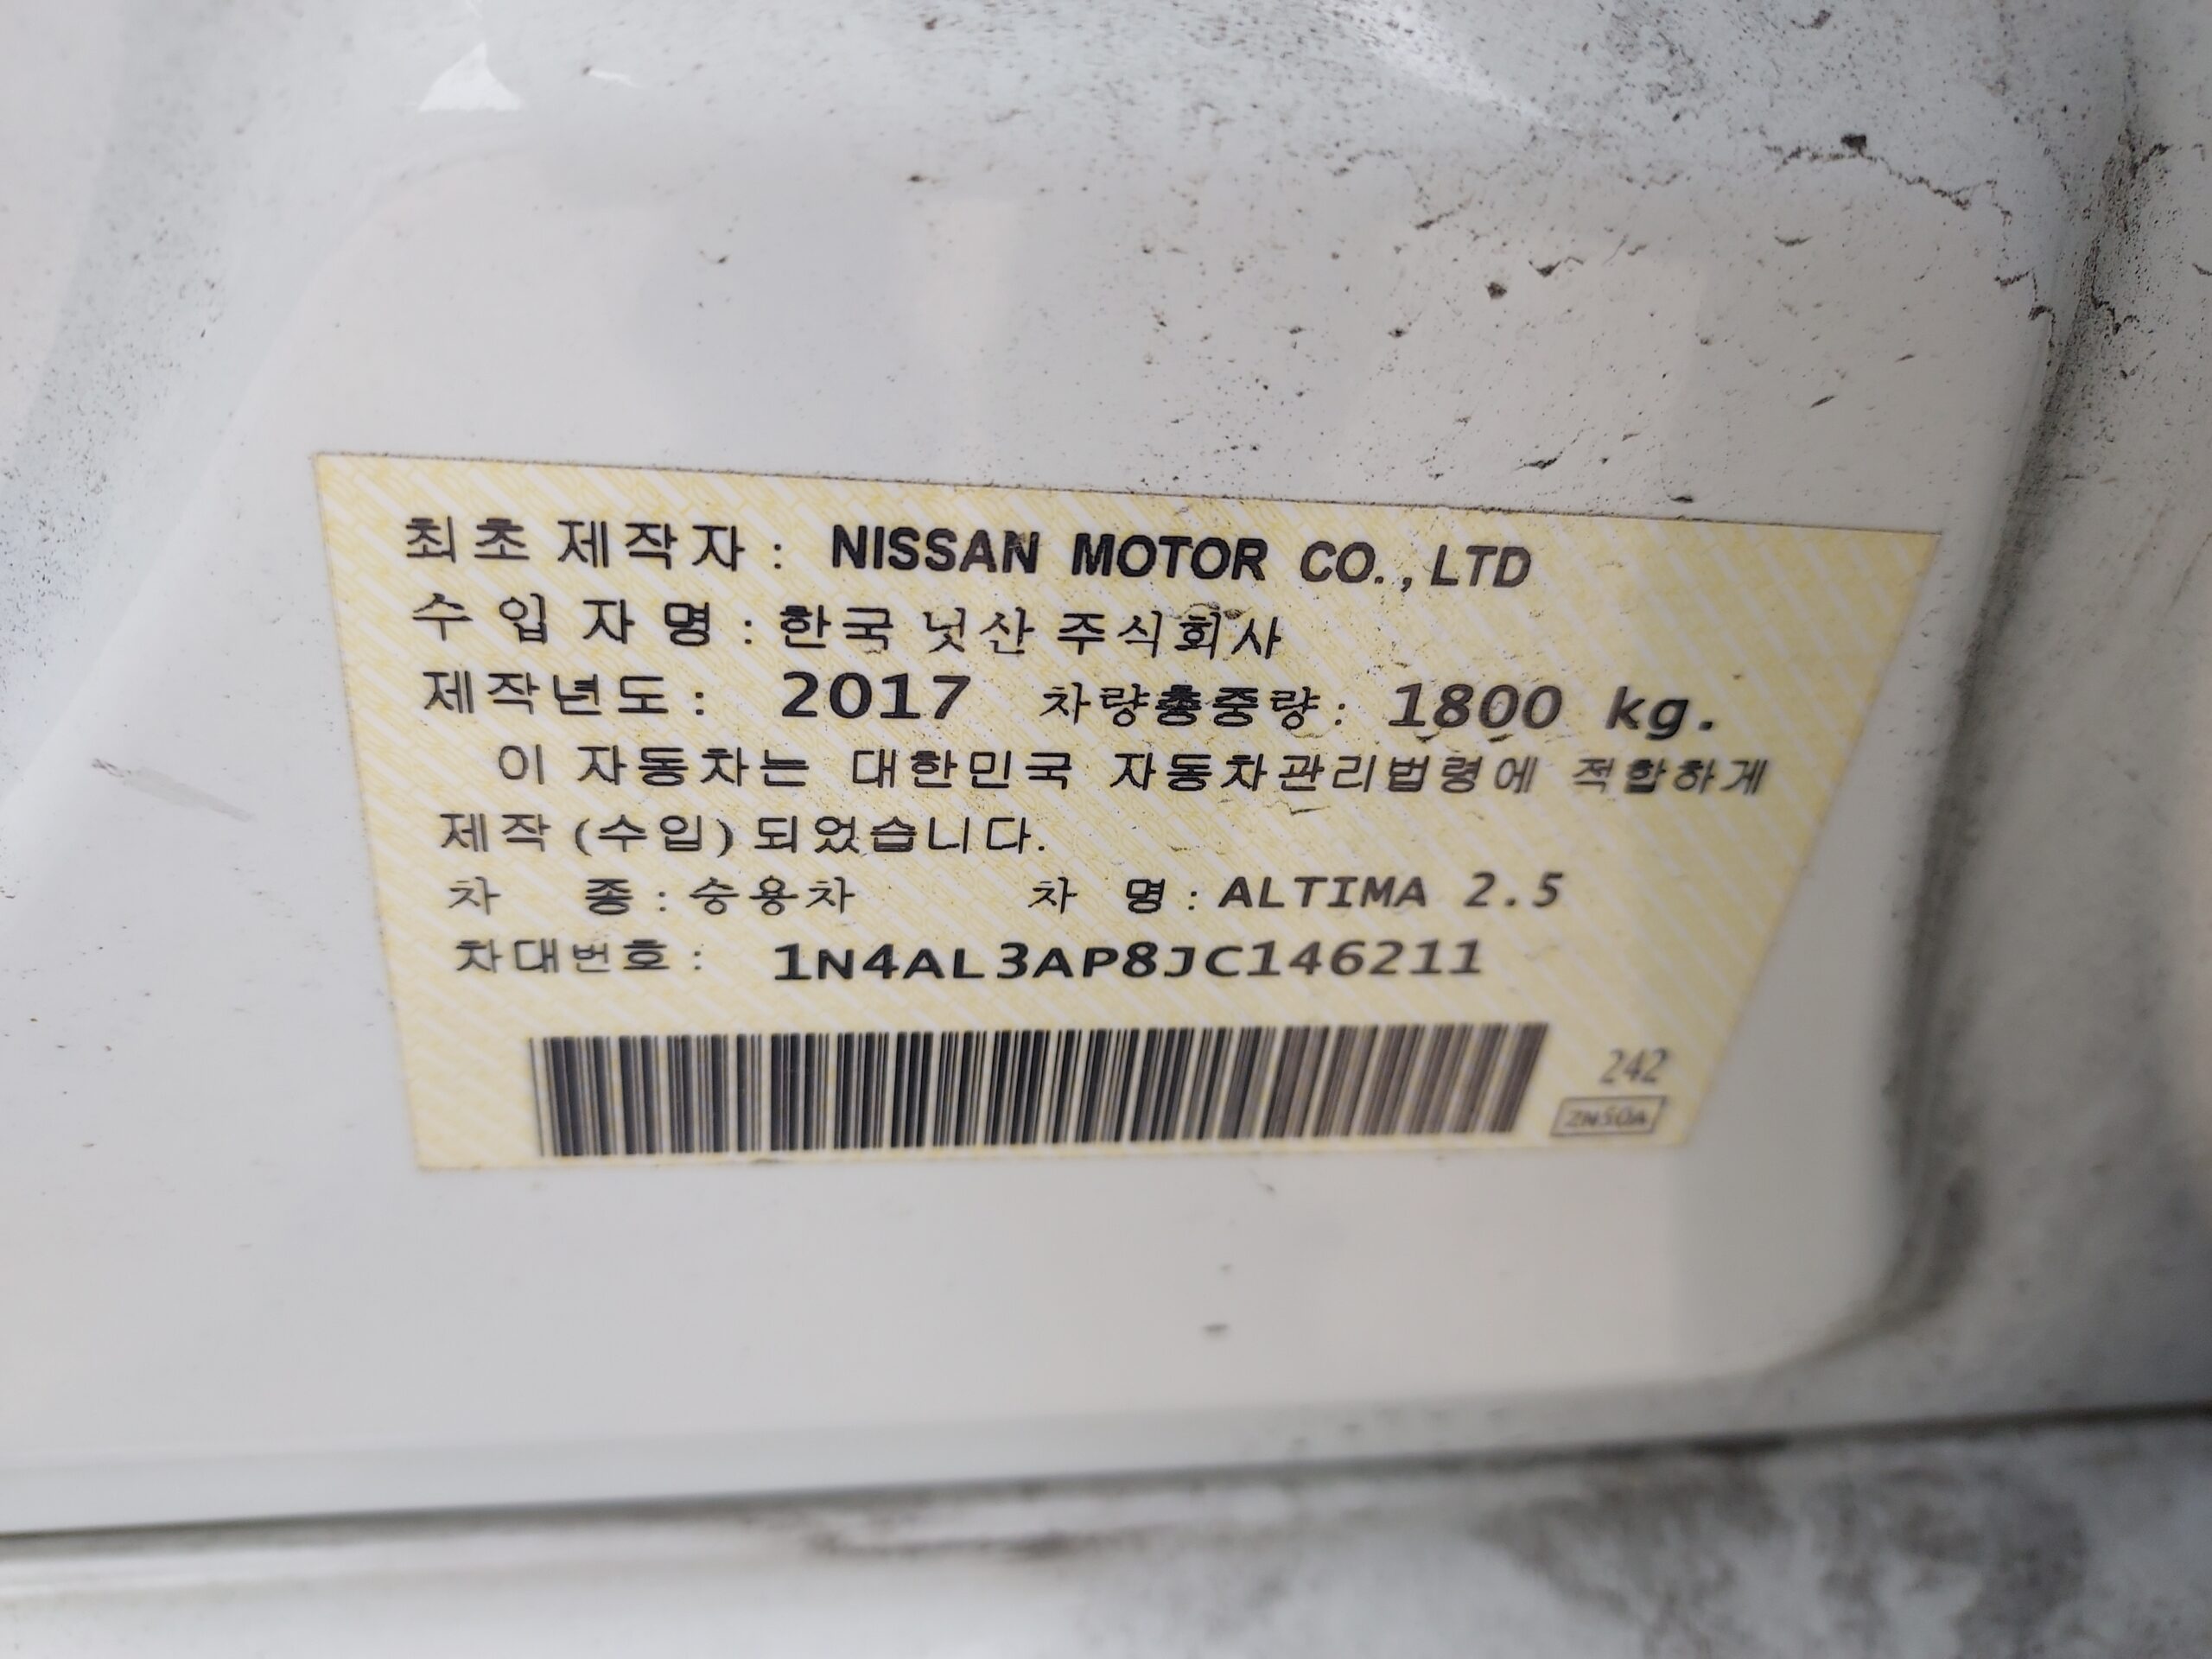 최초 제작자 : NISSAN MOTOR CO., LTD
수 입 자 명 : 한국 닛산 주식회사
제작년도 : 2017 차량총중량 : 1800 kg.
이 자동차는 대한민국 자동차관리법령에 적합하게
제작 (수입) 되었습니다.
차 종 : 승용차 차 명 : ALTIMA 2.5
차대번호 : 1N4AL3AP8JC146211
242
ZN50A